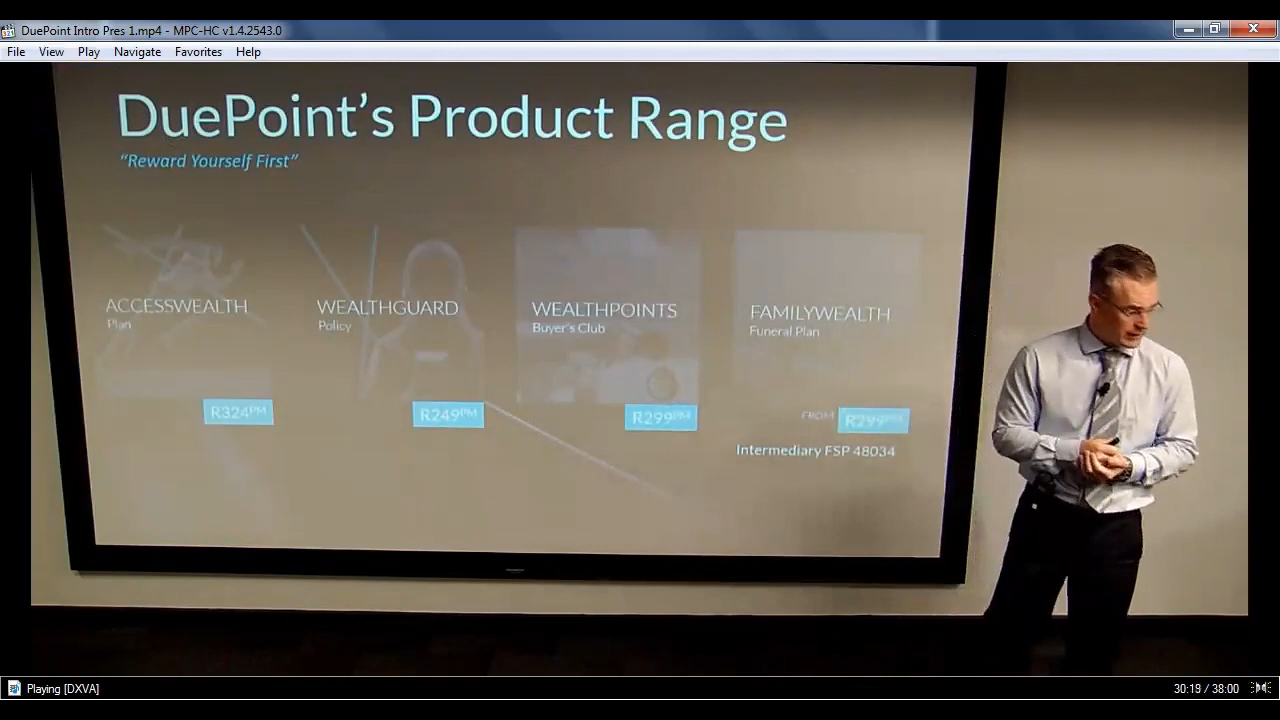 DuePoint Intro Pres 1.mp4 - MPC-HC v1.4.2543.0
File View Play Navigate Favorites Help
DuePoint's Product Range
“Reward Yourself First”
ACCESSWEALTH
Plan
R324PM
WEALTHGUARD
Policy
R249PM
WEALTHPOINTS
Buyer's Club
R299PM
FAMILYWEALTH
Funeral Plan
FROM R299PM
Intermediary FSP 48034
Playing [DXVA]
30:19 / 38:00